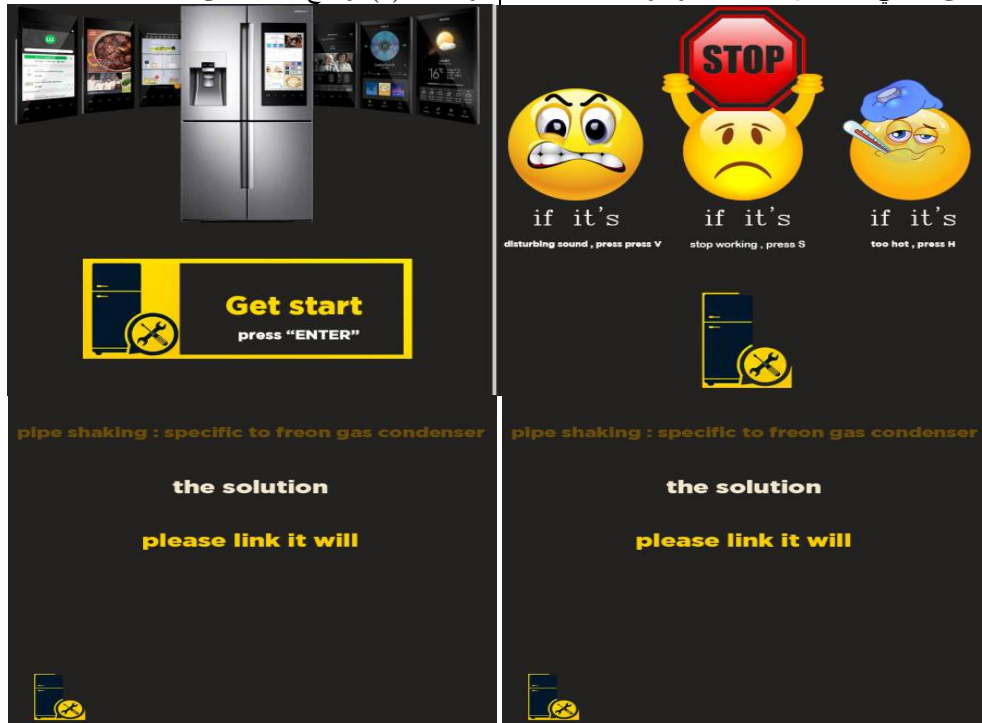 Get start
press “ENTER”
STOP
if it's
disturbing sound , press press V
if it's
stop working , press S
if it's
too hot , press H
pipe shaking : specific to freon gas condenser
the solution
please link it will
pipe shaking : specific to freon gas condenser
the solution
please link it will